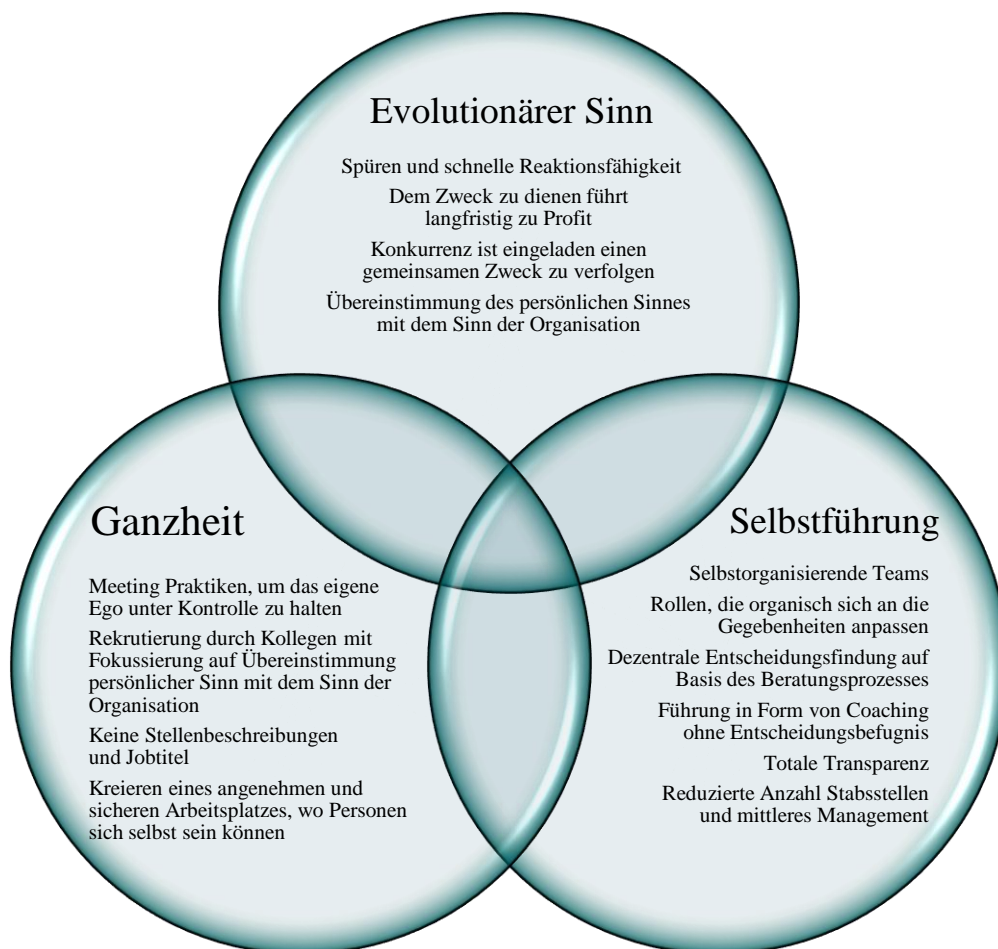 Evolutionärer Sinn
Spüren und schnelle Reaktionsfähigkeit
Dem Zweck zu dienen führt
langfristig zu Profit
Konkurrenz ist eingeladen einen
gemeinsamen Zweck zu verfolgen
Übereinstimmung des persönlichen Sinnes
mit dem Sinn der Organisation
Ganzheit
Meeting Praktiken, um das eigene
Ego unter Kontrolle zu halten
Rekrutierung durch Kollegen mit
Fokussierung auf Übereinstimmung
persönlicher Sinn mit dem Sinn der
Organisation
Keine Stellenbeschreibungen
und Jobtitel
Kreieren eines angenehmen und
sicheren Arbeitsplatzes, wo Personen
sich selbst sein können
Selbstführung
Selbstorganisierende Teams
Rollen, die organisch sich an die
Gegebenheiten anpassen
Dezentrale Entscheidungsfindung auf
Basis des Beratungsprozesses
Führung in Form von Coaching
ohne Entscheidungsbefugnis
Totale Transparenz
Reduzierte Anzahl Stabsstellen
und mittleres Management